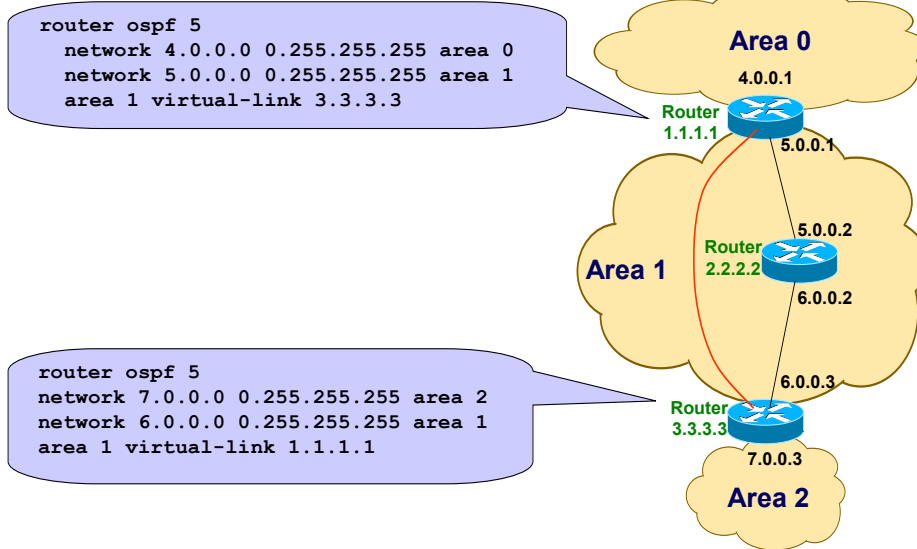 router ospf 5
network 4.0.0.0 0.255.255.255 area 0
network 5.0.0.0 0.255.255.255 area 1
area 1 virtual-link 3.3.3.3
Area 0
4.0.0.1
Router
1.1.1.1
5.0.0.1
5.0.0.2
Router
2.2.2.2
Area 1
6.0.0.2
router ospf 5
network 7.0.0.0 0.255.255.255 area 2
network 6.0.0.0 0.255.255.255 area 1
area 1 virtual-link 1.1.1.1
6.0.0.3
Router
3.3.3.3
7.0.0.3
Area 2